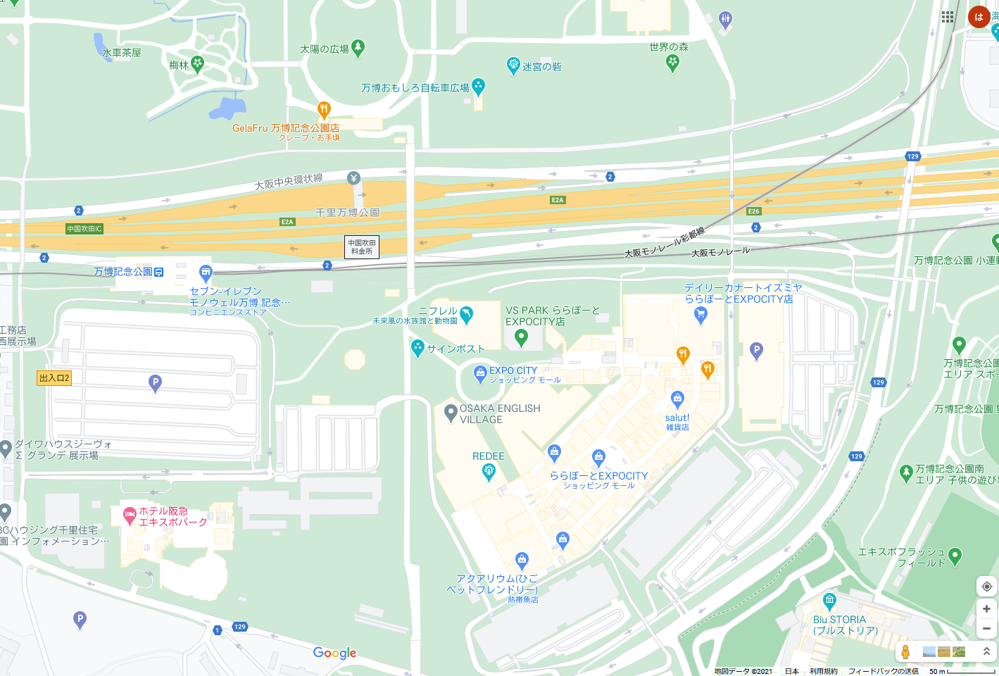 は
海
水車茶屋
梅林
太陽の広場
世界の森
迷宮の砦
万博おもしろ自転車広場
GelaFru 万博記念公園店
クレープ・お手頃
129
大阪中央環状線
¥
2
E2A
2
千里万博公園
E2A
E26
中国吹田IC
2
中国吹田
料金所
大阪モノレール彩都線
大阪モノレール
2
2
万博記念公園
万博記念公園 小運動
セブン-イレブン
モノウェル万博 記念…
コンビニエンスストア
デイリーカナートイズミヤ
ららぽーとEXPOCITY店
ニフレル
未来風の水族館と動物園
VS PARK ららぽーと
EXPOCITY店
工務店
西展示場
サインポスト
P
万博記念公園
エリア スポー
EXPO CITY
ショッピング モール
出入口2
P
129
OSAKA ENGLISH
VILLAGE
万博記念公園 野
salut!
雑貨店
ダイワハウスジーヴォ
Σ グランデ 展示場
REDEE
129
ららぽーとEXPOCITY
ショッピング モール
万博記念公園南
エリア 子供の遊び場
ホテル阪急
エキスポパーク
BCハウジング千里住宅
園 インフォメーション…
エキスポフラッシュ
フィールド
アクアリウム(ひご
ペットフレンドリー)
熱帯魚店
P
1
129
Blu STORIA
(ブルストリア)
Google
地図データ ©2021 日本 利用規約 フィードバックの送信 50 m